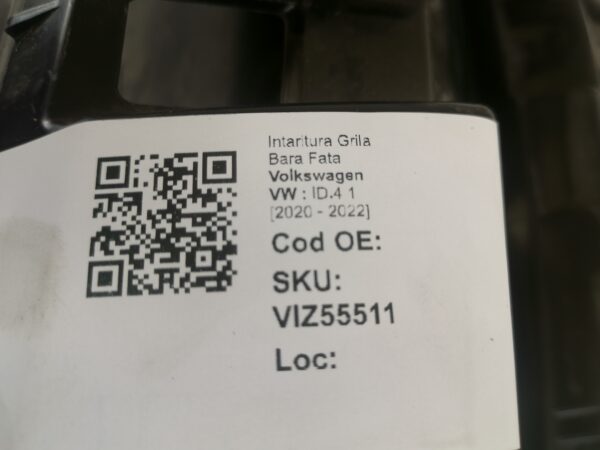 Intaritura Grila
Bara Fata
Volkswagen
VW : ID.4 1
[2020 - 2022]
Cod OE:
SKU:
VIZ55511
Loc: